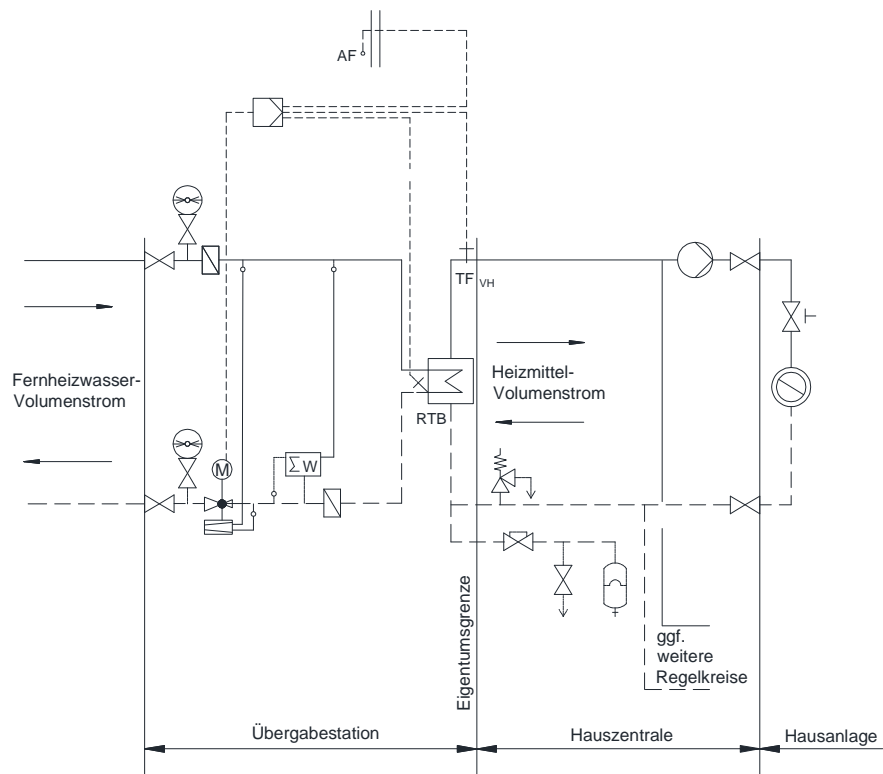 AF
TF VH
Fernheizwasser-
Volumenstrom
Heizmittel-
Volumenstrom
RTB
M
Σ W
Eigentumsgrenze
ggf.
weitere
Regelkreise
Übergabestation
Hauszentrale
Hausanlage